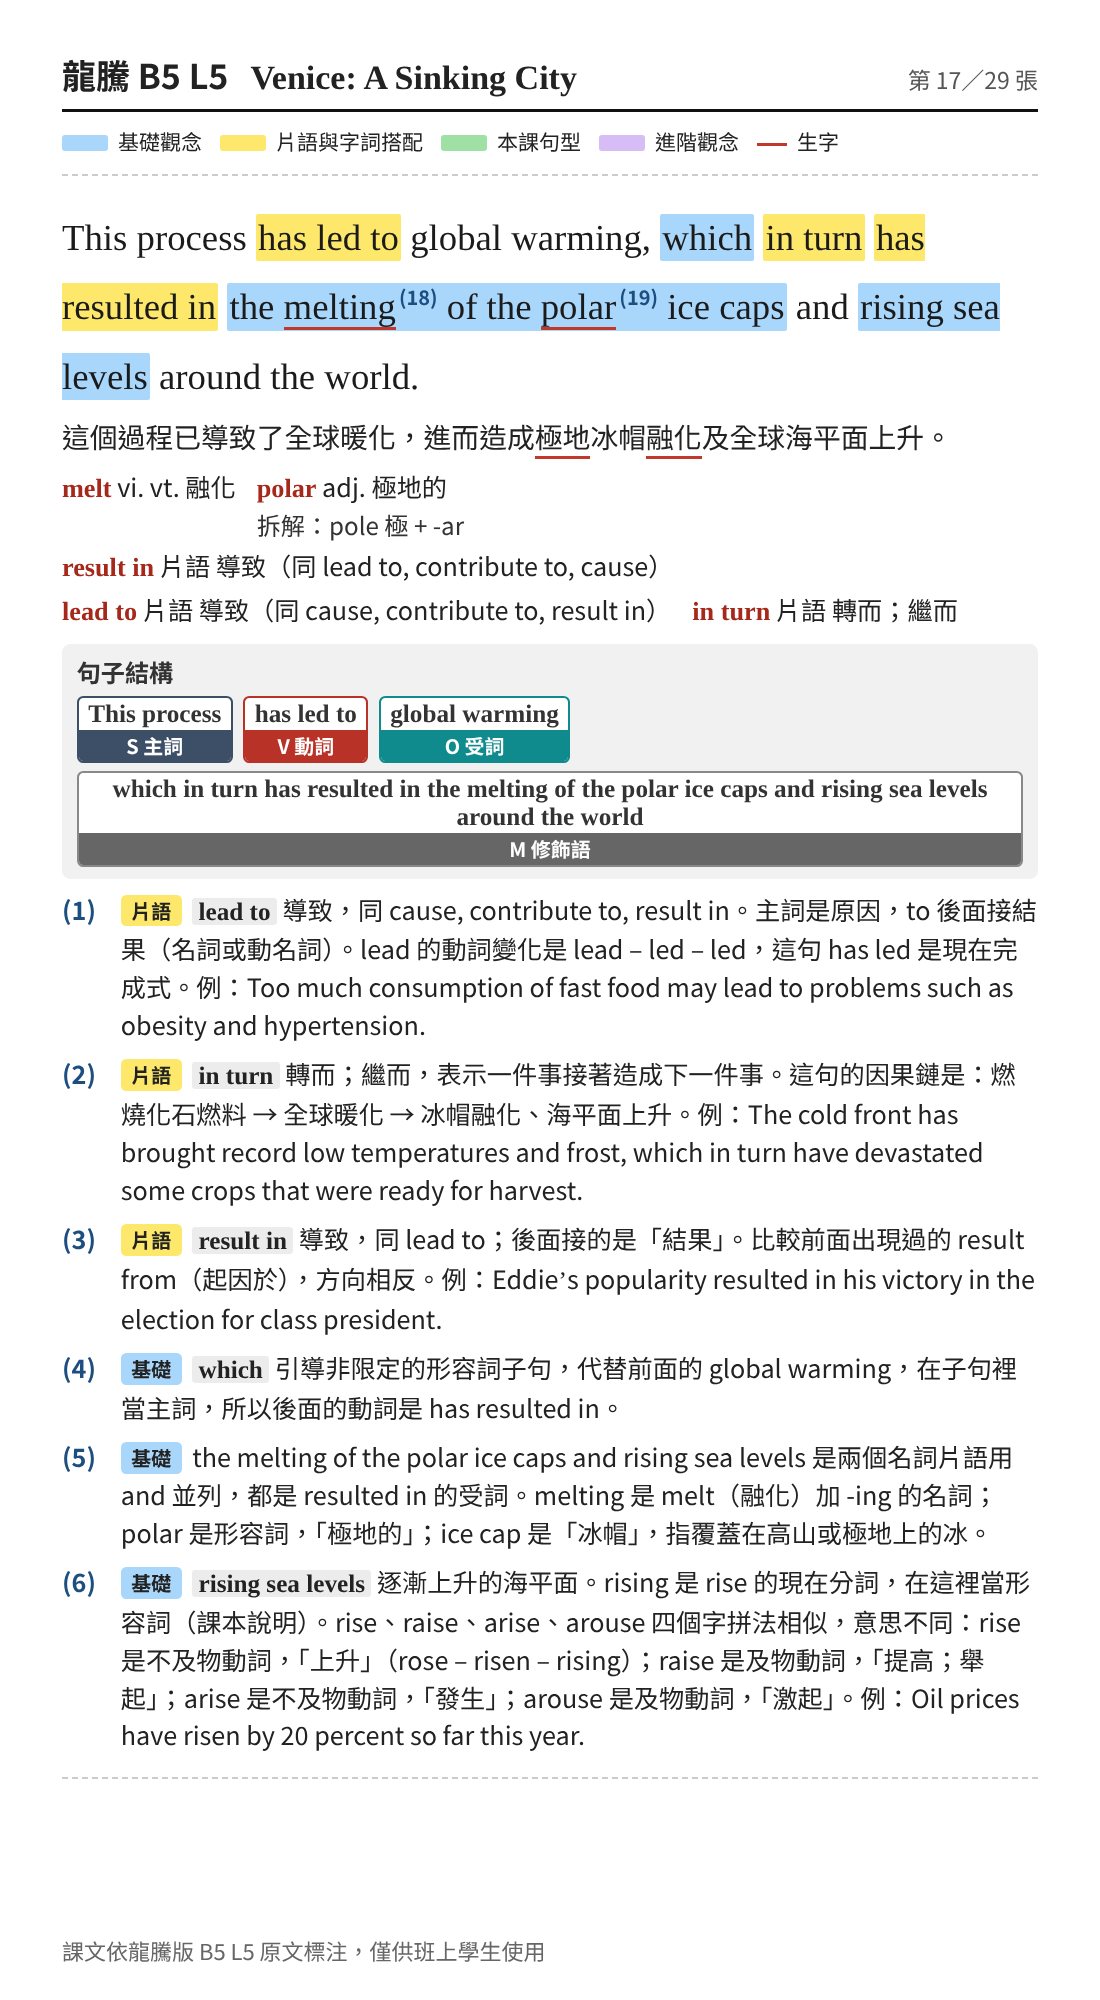 龍騰 B5 L5 Venice: A Sinking City 第 17／29 張
基礎觀念 片語與字詞搭配 本課句型 進階觀念 生字
This process has led to global warming, which in turn has
resulted in the melting(18) of the polar(19) ice caps and rising sea
levels around the world.
這個過程已導致了全球暖化，進而造成極地冰帽融化及全球海平面上升。
melt vi. vt. 融化 polar adj. 極地的
拆解：pole 極 + -ar
result in 片語 導致（同 lead to, contribute to, cause）
lead to 片語 導致（同 cause, contribute to, result in） in turn 片語 轉而；繼而
句子結構
This process has led to global warming
S 主詞 V 動詞 O 受詞
which in turn has resulted in the melting of the polar ice caps and rising sea levels
around the world
M 修飾語
(1) 片語 lead to 導致，同 cause, contribute to, result in。主詞是原因，to 後面接結
果（名詞或動名詞）。lead 的動詞變化是 lead – led – led，這句 has led 是現在完
成式。例：Too much consumption of fast food may lead to problems such as
obesity and hypertension.
(2) 片語 in turn 轉而；繼而，表示一件事接著造成下一件事。這句的因果鏈是：燃
燒化石燃料 → 全球暖化 → 冰帽融化、海平面上升。例：The cold front has
brought record low temperatures and frost, which in turn have devastated
some crops that were ready for harvest.
(3) 片語 result in 導致，同 lead to；後面接的是「結果」。比較前面出現過的 result
from（起因於），方向相反。例：Eddie’s popularity resulted in his victory in the
election for class president.
(4) 基礎 which 引導非限定的形容詞子句，代替前面的 global warming，在子句裡
當主詞，所以後面的動詞是 has resulted in。
(5) 基礎 the melting of the polar ice caps and rising sea levels 是兩個名詞片語用
and 並列，都是 resulted in 的受詞。melting 是 melt（融化）加 -ing 的名詞；
polar 是形容詞，「極地的」；ice cap 是「冰帽」，指覆蓋在高山或極地上的冰。
(6) 基礎 rising sea levels 逐漸上升的海平面。rising 是 rise 的現在分詞，在這裡當形
容詞（課本說明）。rise、raise、arise、arouse 四個字拼法相似，意思不同：rise
是不及物動詞，「上升」（rose – risen – rising）；raise 是及物動詞，「提高；舉
起」；arise 是不及物動詞，「發生」；arouse 是及物動詞，「激起」。例：Oil prices
have risen by 20 percent so far this year.
課文依龍騰版 B5 L5 原文標注，僅供班上學生使用